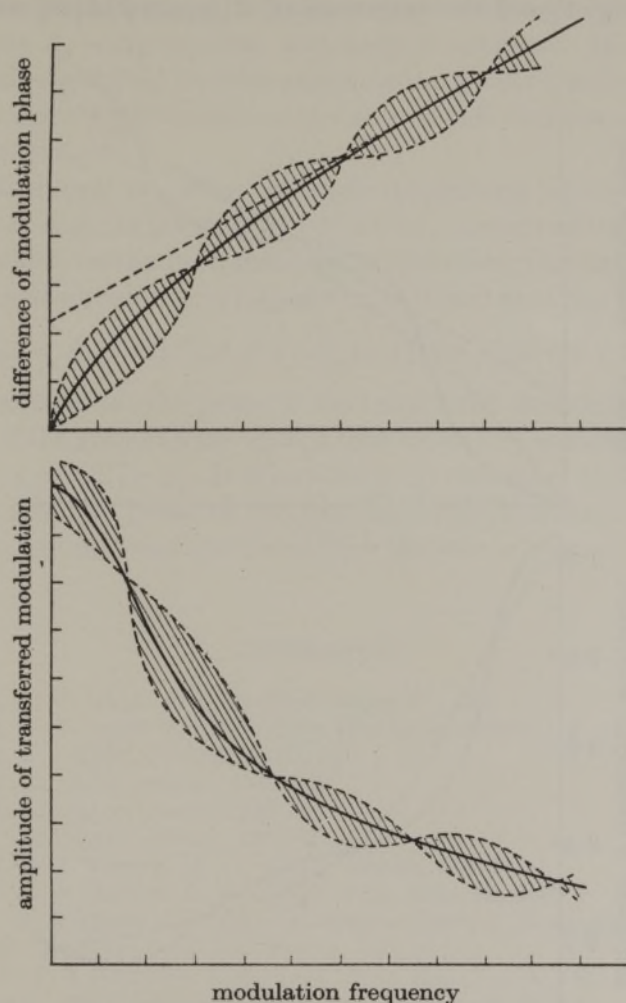 difference of modulation phase
amplitude of transferred modulation
modulation frequency